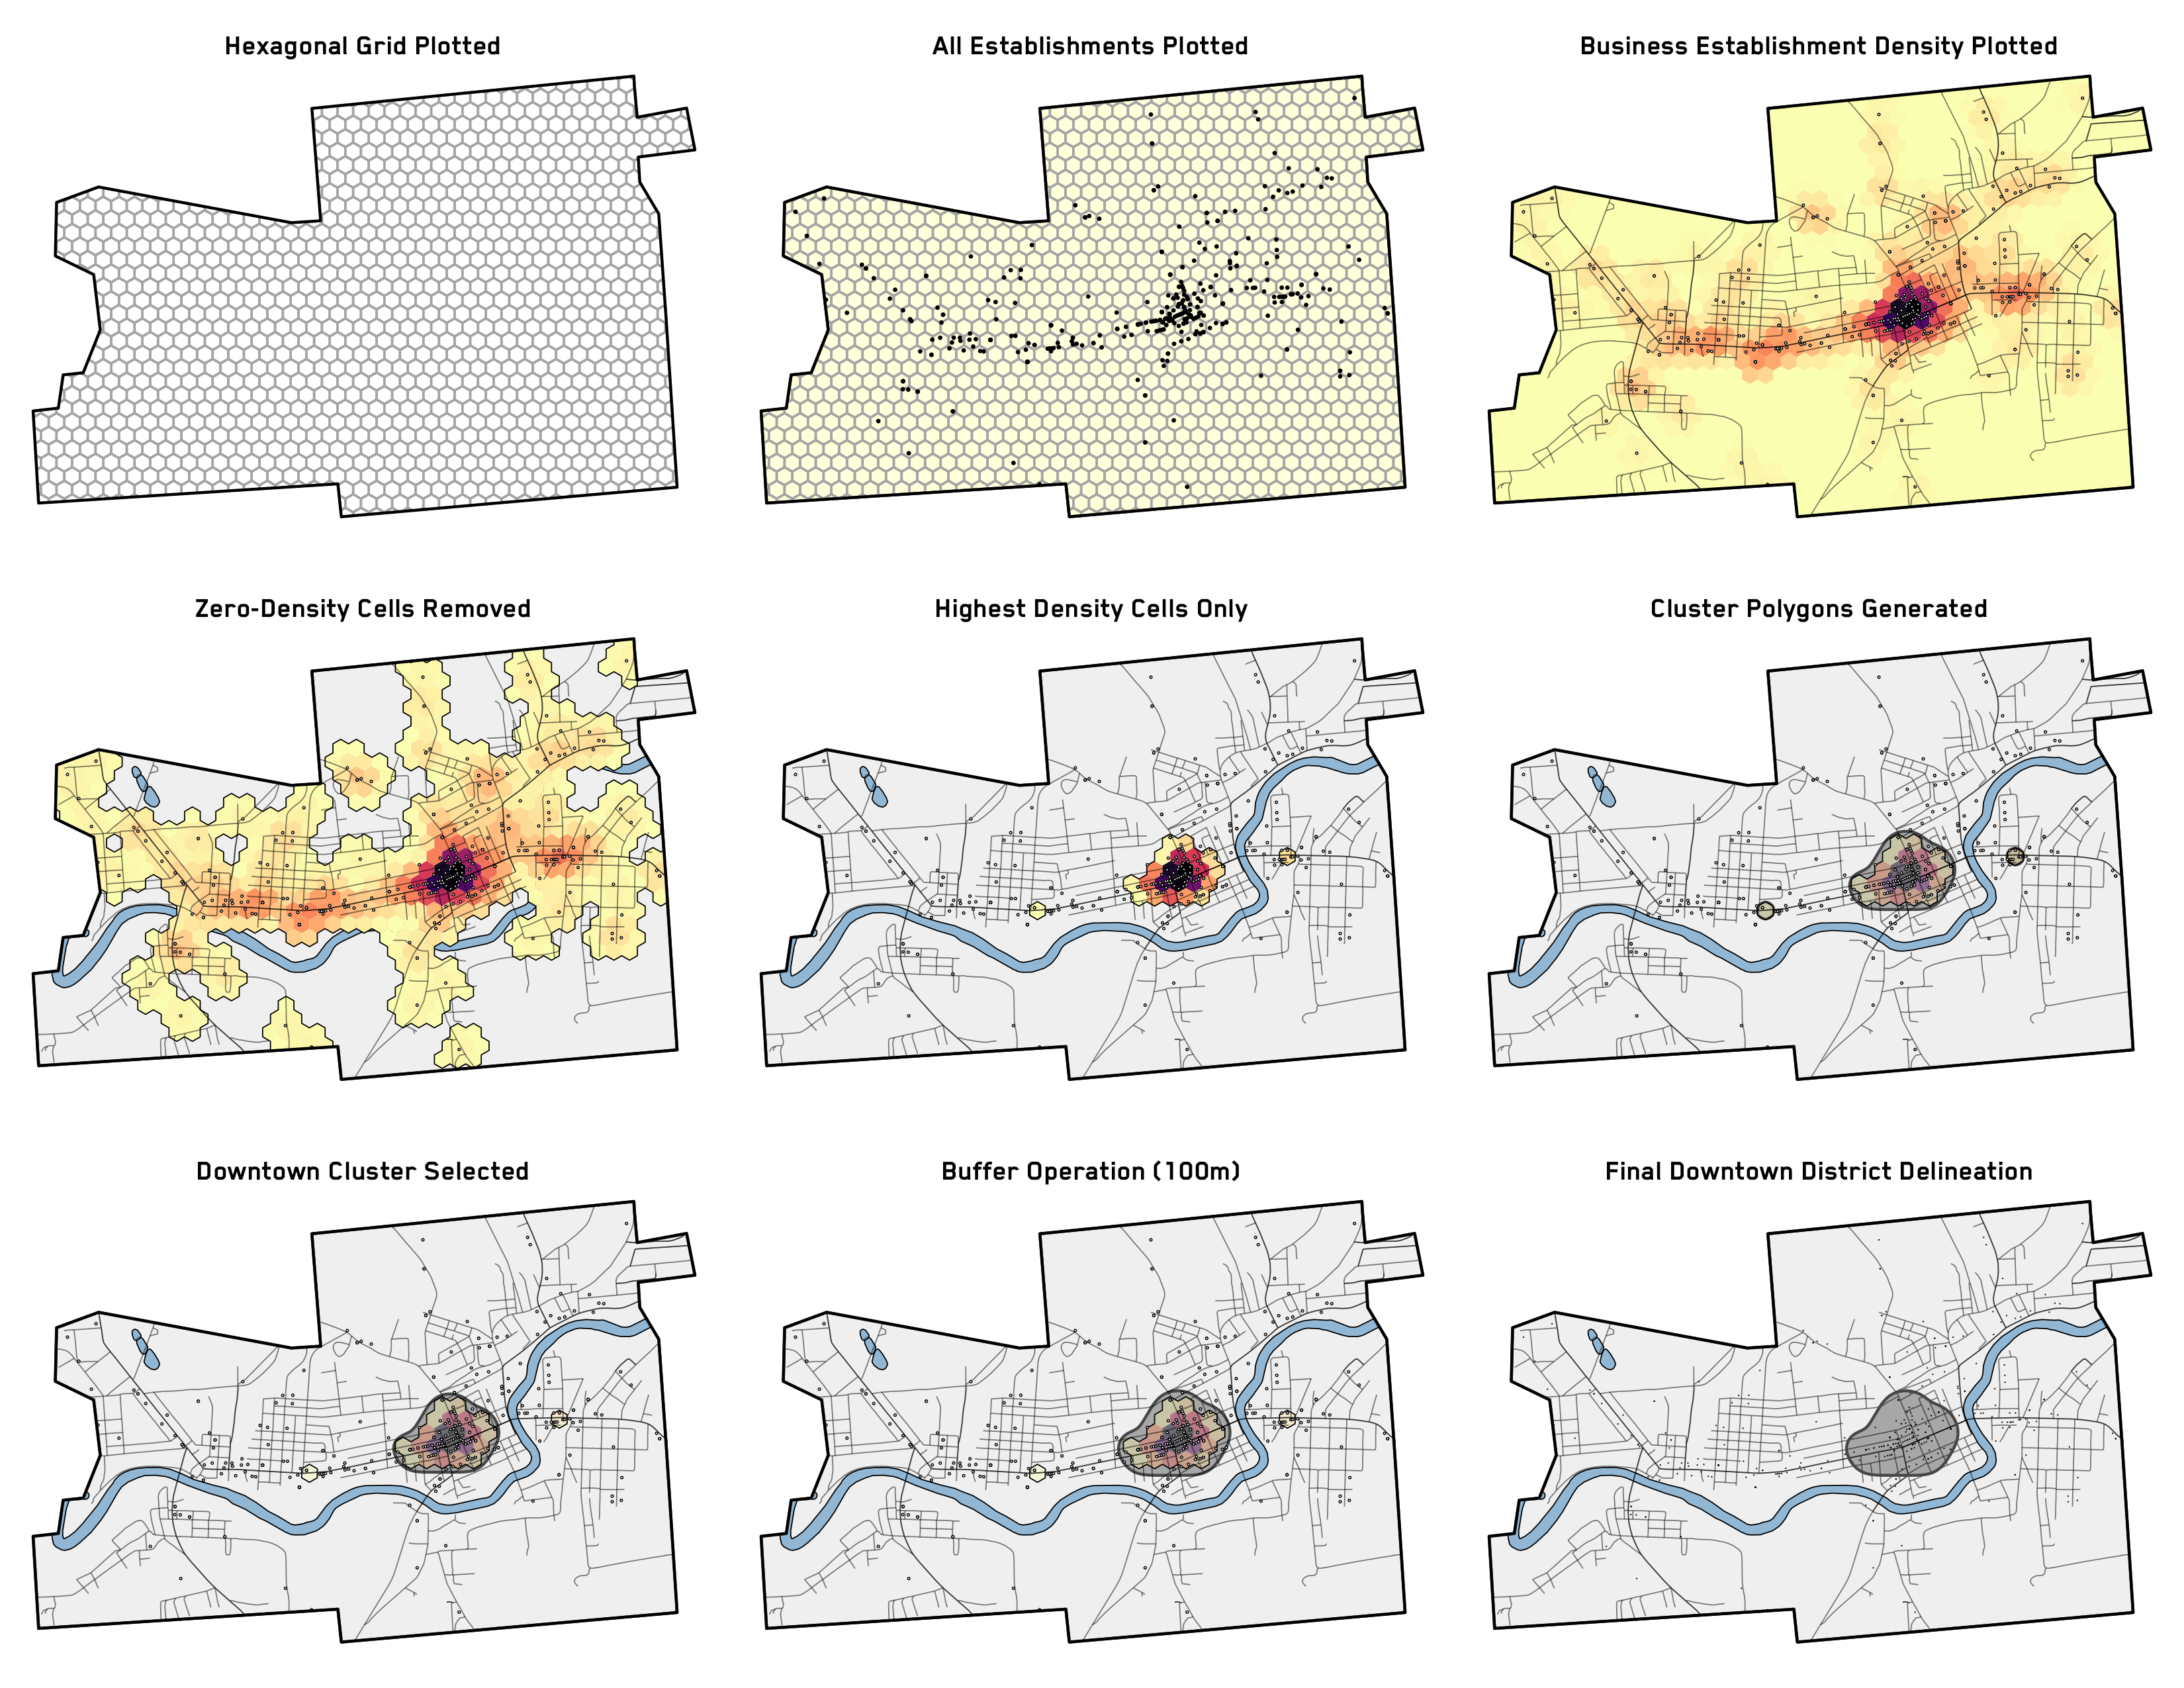 Hexagonal Grid Plotted
All Establishments Plotted
Business Establishment Density Plotted
Zero-Density Cells Removed
Highest Density Cells Only
Cluster Polygons Generated
Downtown Cluster Selected
Buffer Operation (100m)
Final Downtown District Delineation